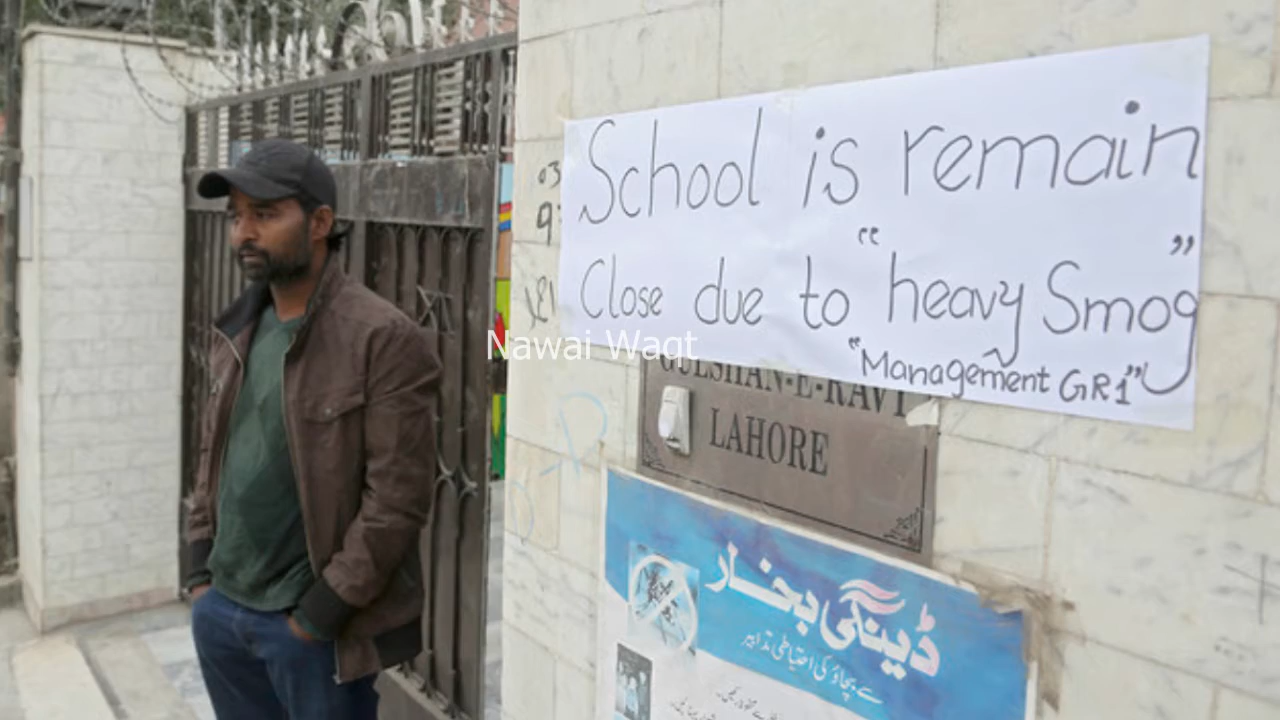 School is remain
Close due to "heavy Smog"
"Management GR1"
Nawai Waqt
GULSHAN-E-RAVI
LAHORE
ڈینگی بخار
سے بچاؤ کی احتیاطی تدابیر